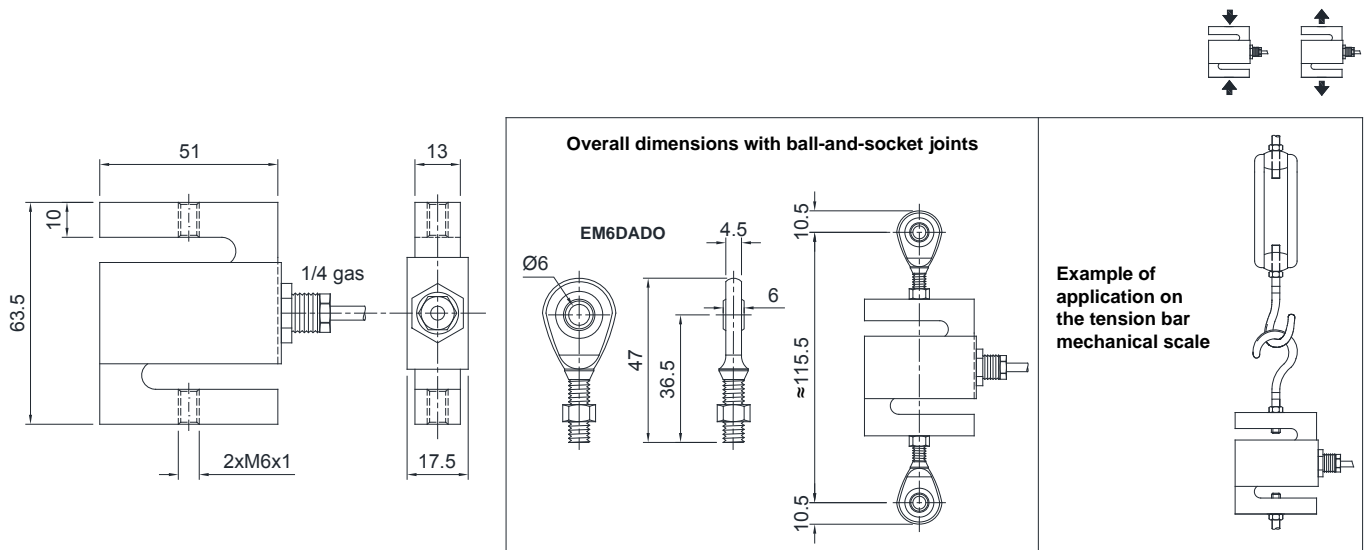 51
13
10
63.5
1/4 gas
2xM6x1
17.5
Overall dimensions with ball-and-socket joints
EM6DADO
Ø6
4.5
6
47
36.5
10.5
≈115.5
10.5
Example of
application on
the tension bar
mechanical scale